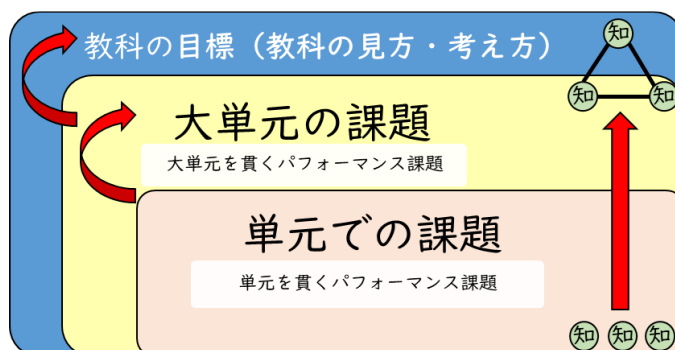 教科の目標（教科の見方・考え方）
知
知 知
大単元の課題
大単元を貫くパフォーマンス課題
単元での課題
単元を貫くパフォーマンス課題
知 知 知